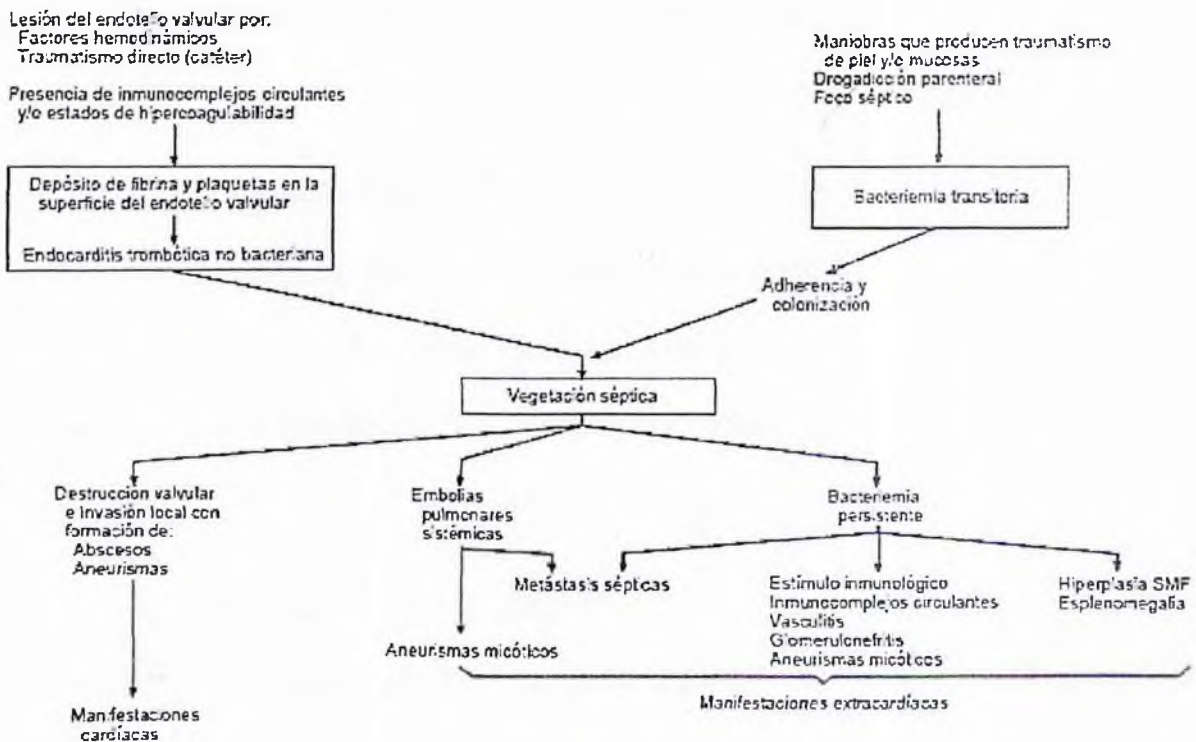 Lesión del endotelio valvular por:
Factores hemodinámicos
Traumatismo directo (catéter)
Presencia de inmunocomplejos circulantes
y/o estados de hipercoagulabilidad
Depósito de fibrina y plaquetas en la
superficie del endotelio valvular
Endocarditis trombótica no bacteriana
Maniobras que producen traumatismo
de piel y/o mucosas
Drogadicción parenteral
Foco séptico
Bacteriemia transitoria
Adherencia y
colonización
Vegetación séptica
Destrucción valvular
e invasión local con
formación de:
Abscesos
Aneurismas
Manifestaciones
cardíacas
Embolias
pulmonares
sistémicas
Metástasis sépticas
Aneurismas micóticos
Bacteriemia
persistente
Estímulo inmunológico
Inmunocomplejos circulantes
Vasculitis
Glomerulonefritis
Aneurismas micóticos
Hiperplasia SMF
Esplenomegalia
Manifestaciones extracardíacas